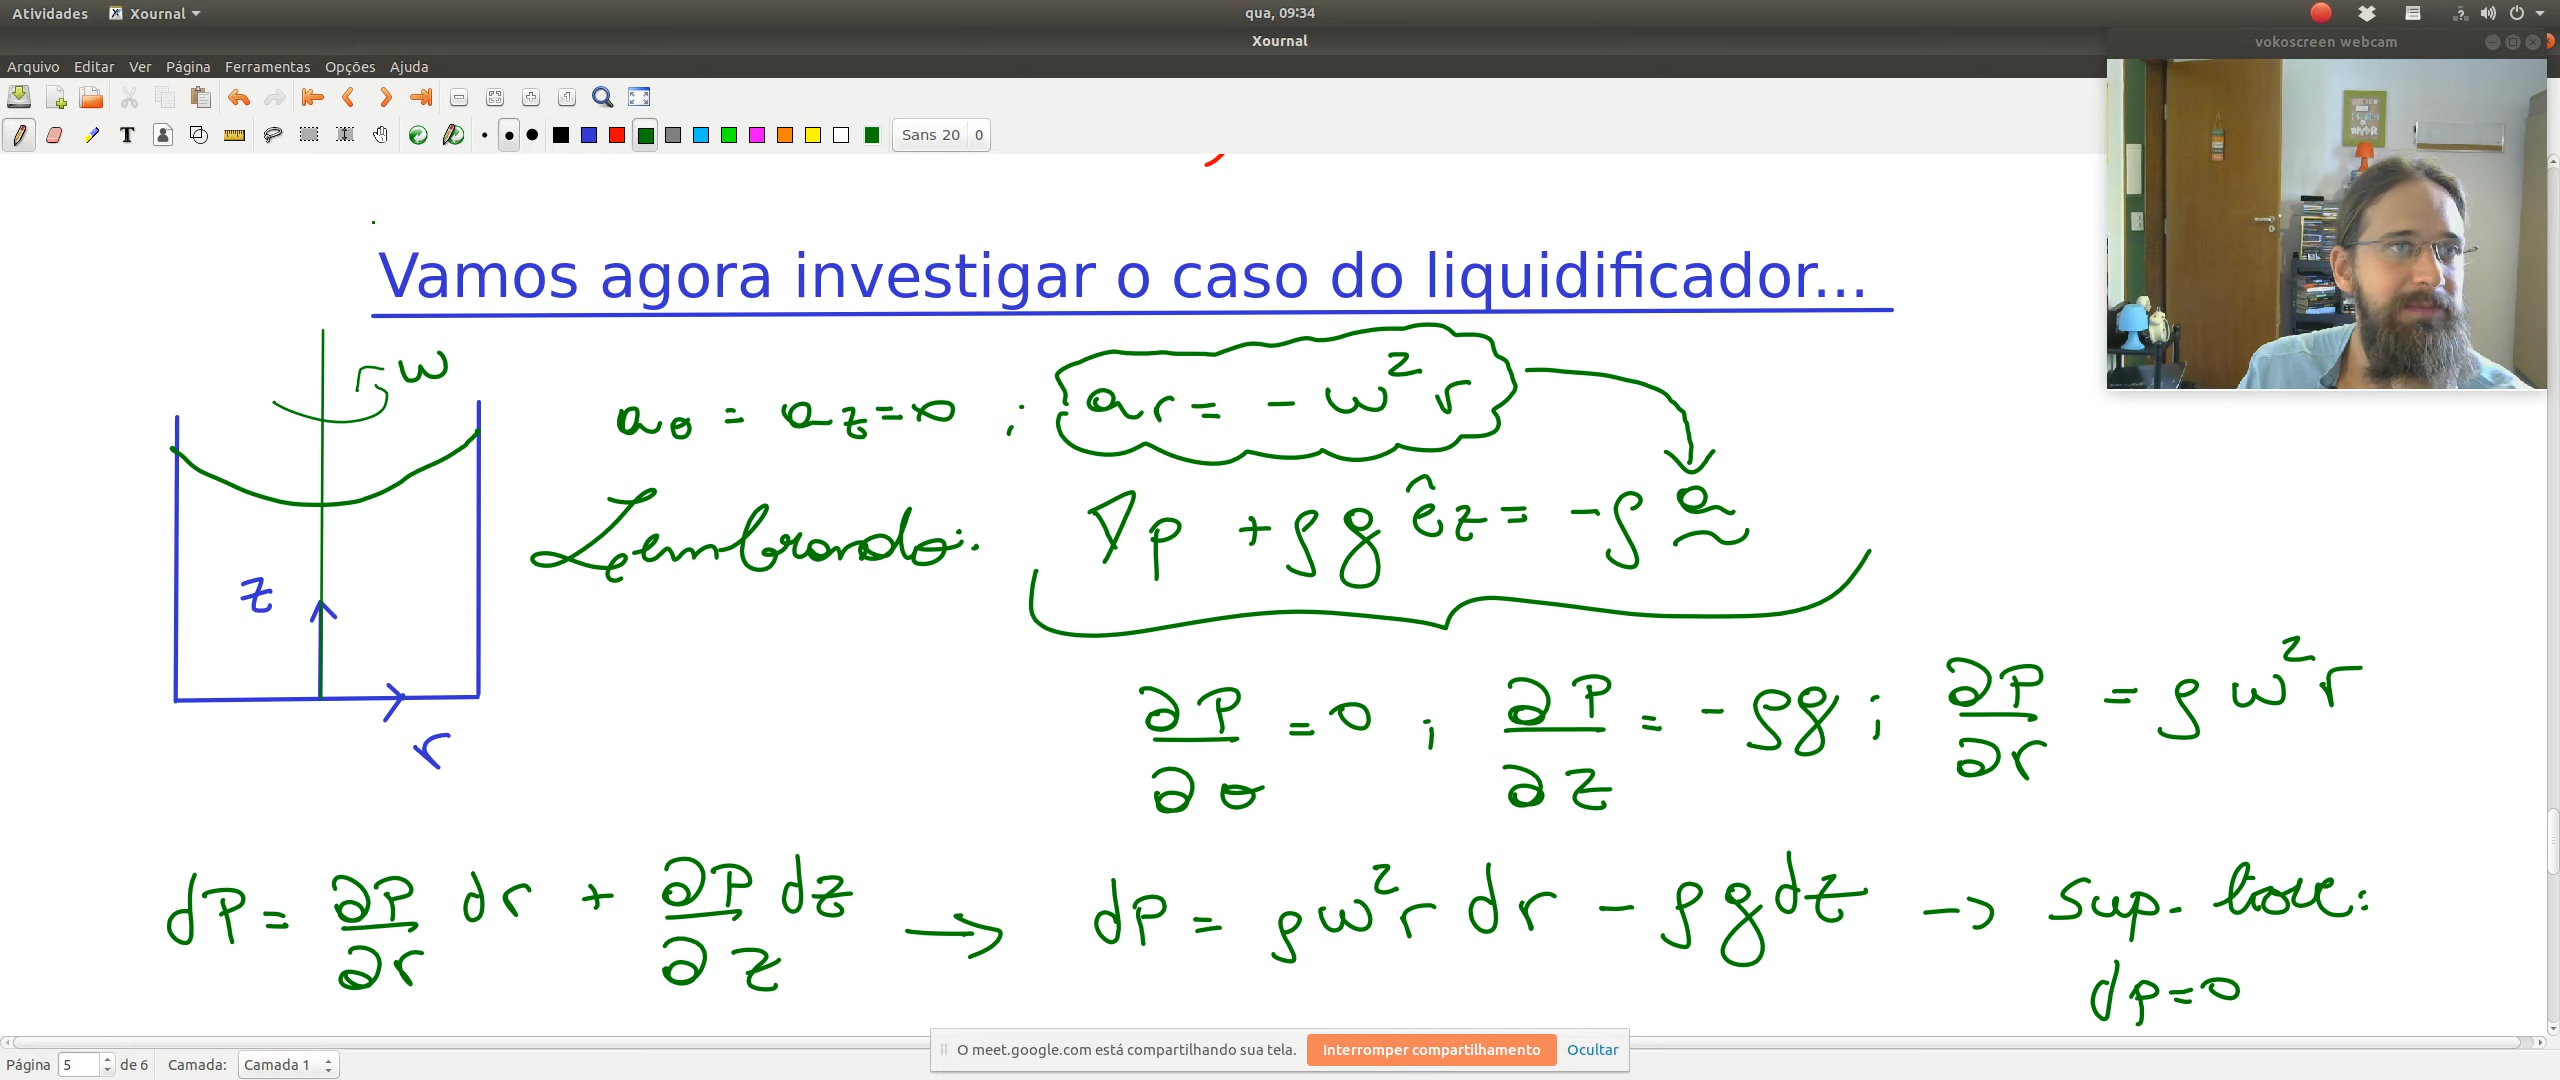 Atividades Xournal qua, 09:34
Xournal
vokoscreen webcam
Arquivo Editar Ver Página Ferramentas Opções Ajuda
Sans 20 0
Vamos agora investigar o caso do liquidificador...
ω
aθ = az = 0 ; ar = - ω² r
Lembrando: ∇p + ρg êz = -ρ a
z
r
∂P/∂θ = 0 ; ∂P/∂z = -ρg ; ∂P/∂r = ρω²r
dP = ∂P/∂r dr + ∂P/∂z dz → dP = ρω²r dr - ρg dz → sup. livre:
dp=0
O meet.google.com está compartilhando sua tela. Interromper compartilhamento Ocultar
Página 5 de 6 Camada: Camada 1